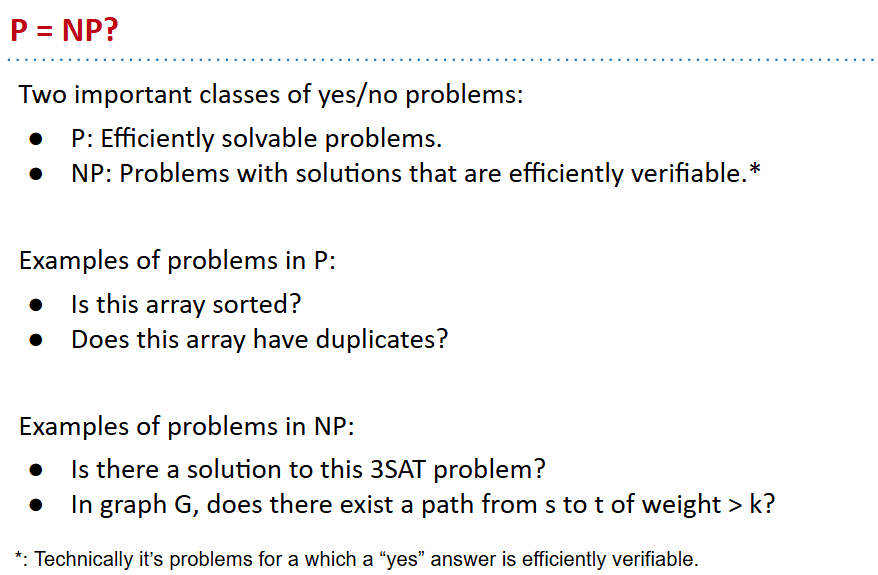 P = NP?
Two important classes of yes/no problems:
● P: Efficiently solvable problems.
● NP: Problems with solutions that are efficiently verifiable.*
Examples of problems in P:
● Is this array sorted?
● Does this array have duplicates?
Examples of problems in NP:
● Is there a solution to this 3SAT problem?
● In graph G, does there exist a path from s to t of weight > k?
*: Technically it’s problems for a which a “yes” answer is efficiently verifiable.